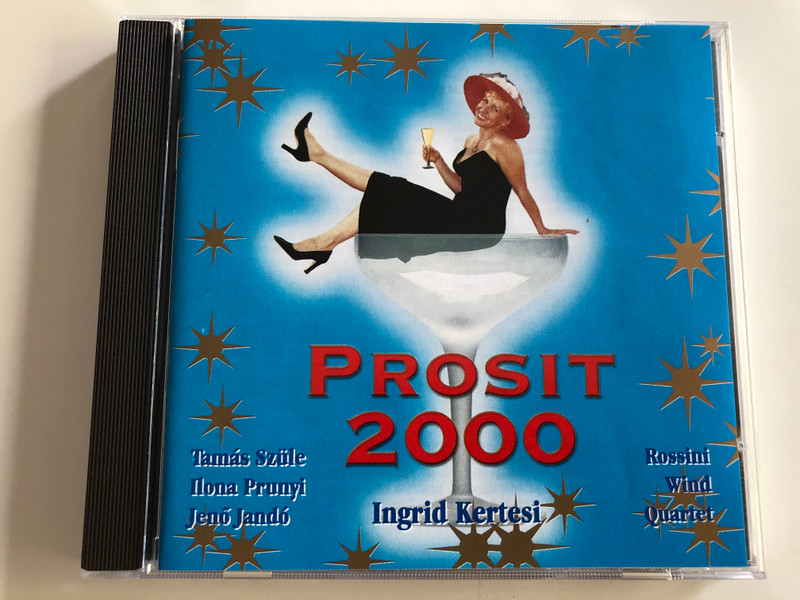 PROSIT
2000
Tamás Szüle
Ilona Prunyi
Jenő Jandó
Ingrid Kertesi
Rossini
Wind
Quartet